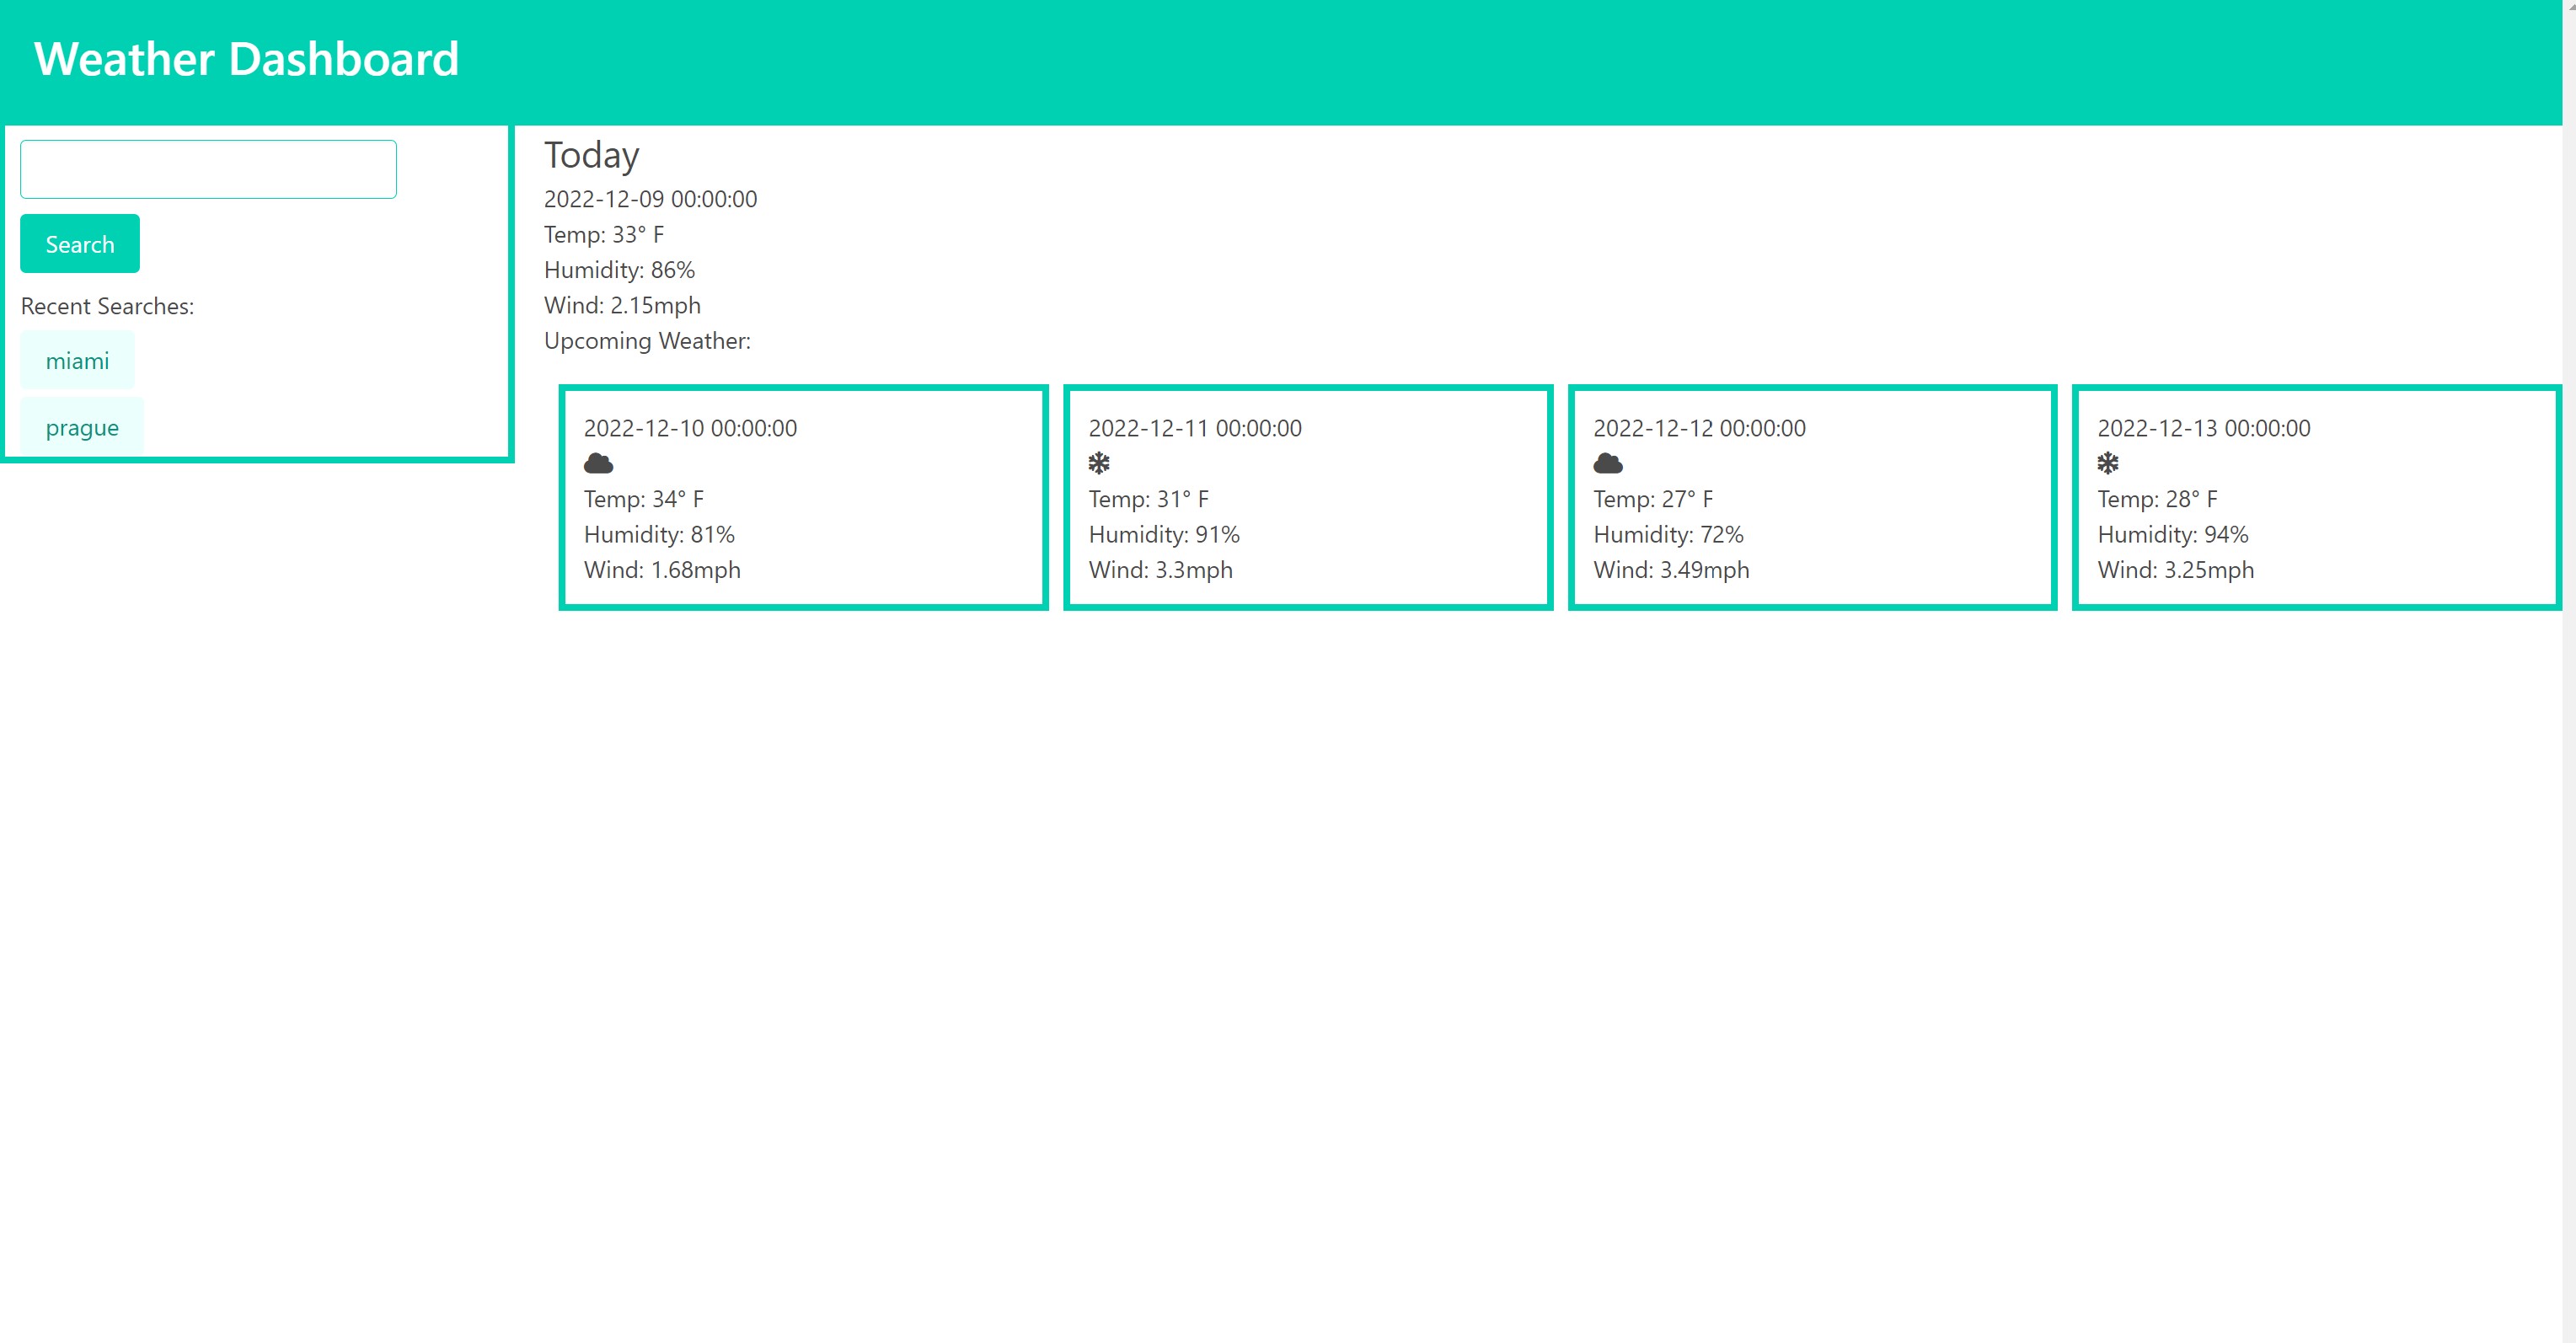 Weather Dashboard
Search
Recent Searches:
miami
prague
Today
2022-12-09 00:00:00
Temp: 33° F
Humidity: 86%
Wind: 2.15mph
Upcoming Weather:
2022-12-10 00:00:00
Temp: 34° F
Humidity: 81%
Wind: 1.68mph
2022-12-11 00:00:00
Temp: 31° F
Humidity: 91%
Wind: 3.3mph
2022-12-12 00:00:00
Temp: 27° F
Humidity: 72%
Wind: 3.49mph
2022-12-13 00:00:00
Temp: 28° F
Humidity: 94%
Wind: 3.25mph